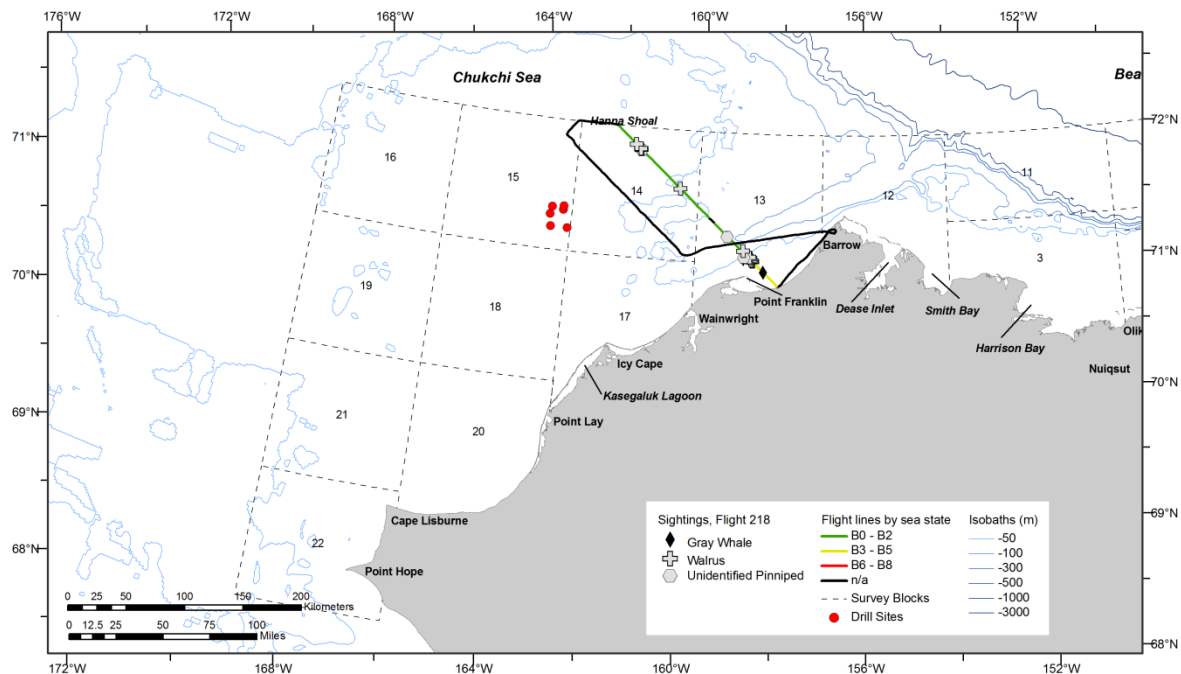 176°W 172°W 168°W 164°W 160°W 156°W 152°W
Chukchi Sea
Bea
72°N
71°N
Hanna Shoal
16
15
14
13
12
11
Barrow
71°N
3
70°N
19
18
17
Point Franklin
Dease Inlet
Smith Bay
Wainwright
Harrison Bay
Olik
Icy Cape
Nuiqsut
Kasegaluk Lagoon
70°N
69°N
21
20
Point Lay
Cape Lisburne
69°N
68°N
22
Point Hope
Sightings, Flight 218
Gray Whale
Walrus
Unidentified Pinniped
Flight lines by sea state
B0 - B2
B3 - B5
B6 - B8
n/a
Survey Blocks
Drill Sites
Isobaths (m)
-50
-100
-300
-500
-1000
-3000
0 25 50 100 150 200
Kilometers
0 12.5 25 50 75 100
Miles
68°N
172°W 168°W 164°W 160°W 156°W 152°W